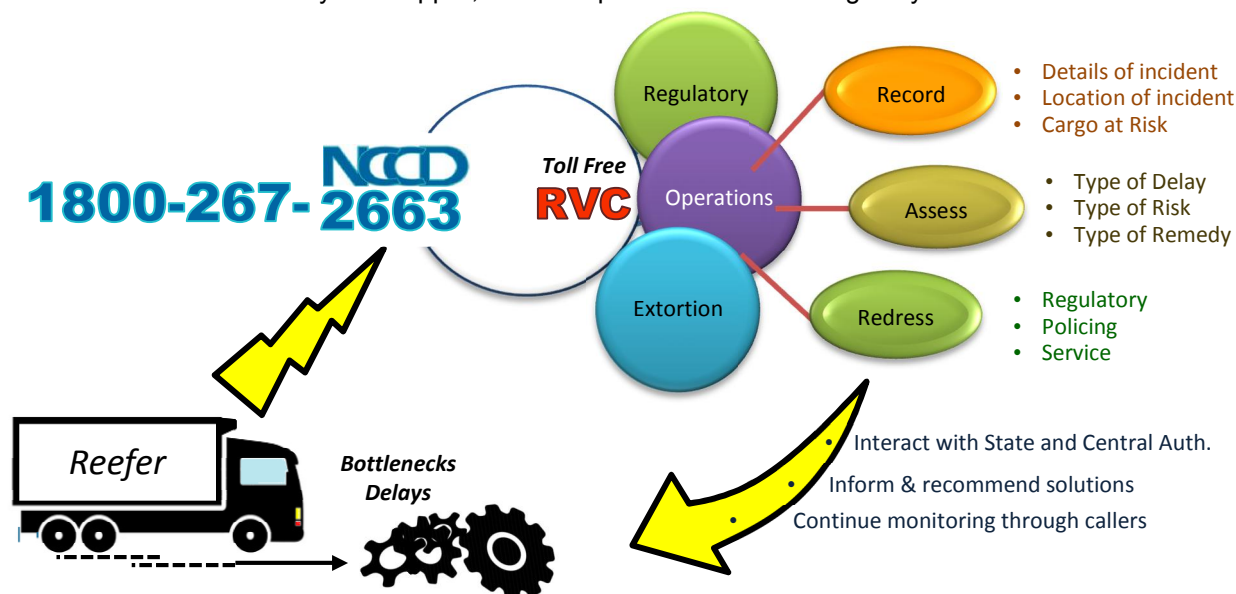 Regulatory
Operations
Extortion
Toll Free
RVC
NCCD
1800-267-2663
Record
• Details of incident
• Location of incident
• Cargo at Risk
Assess
• Type of Delay
• Type of Risk
• Type of Remedy
Redress
• Regulatory
• Policing
• Service
Reefer
Bottlenecks
Delays
• Interact with State and Central Auth.
• Inform & recommend solutions
• Continue monitoring through callers